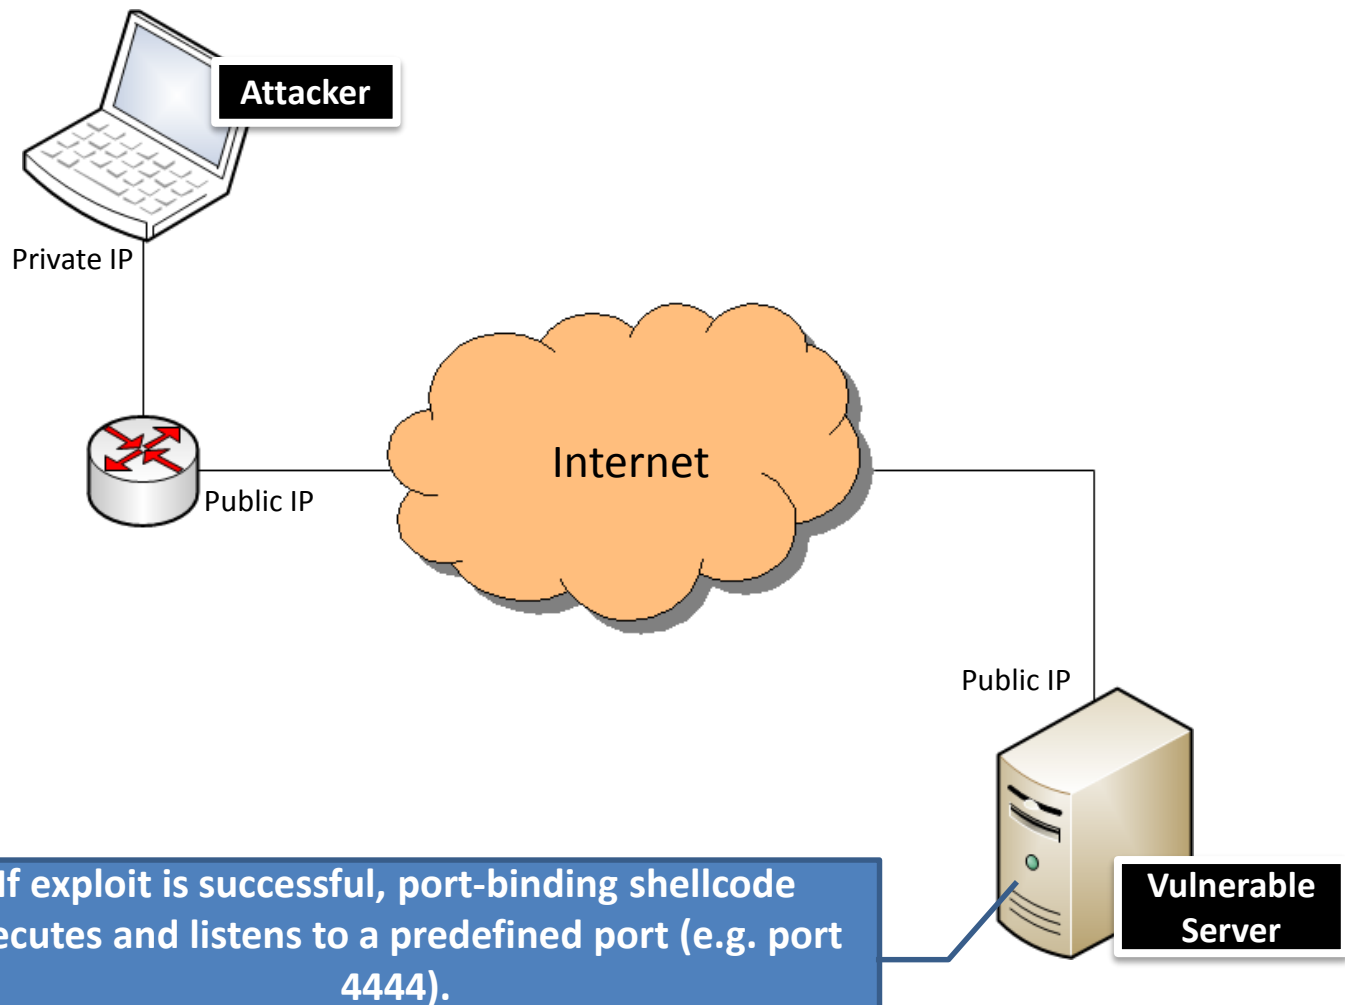 Attacker
Private IP
Internet
Public IP
Public IP
If exploit is successful, port-binding shellcode
and listens to a predefined port (e.g. port
4444).
Vulnerable
Server